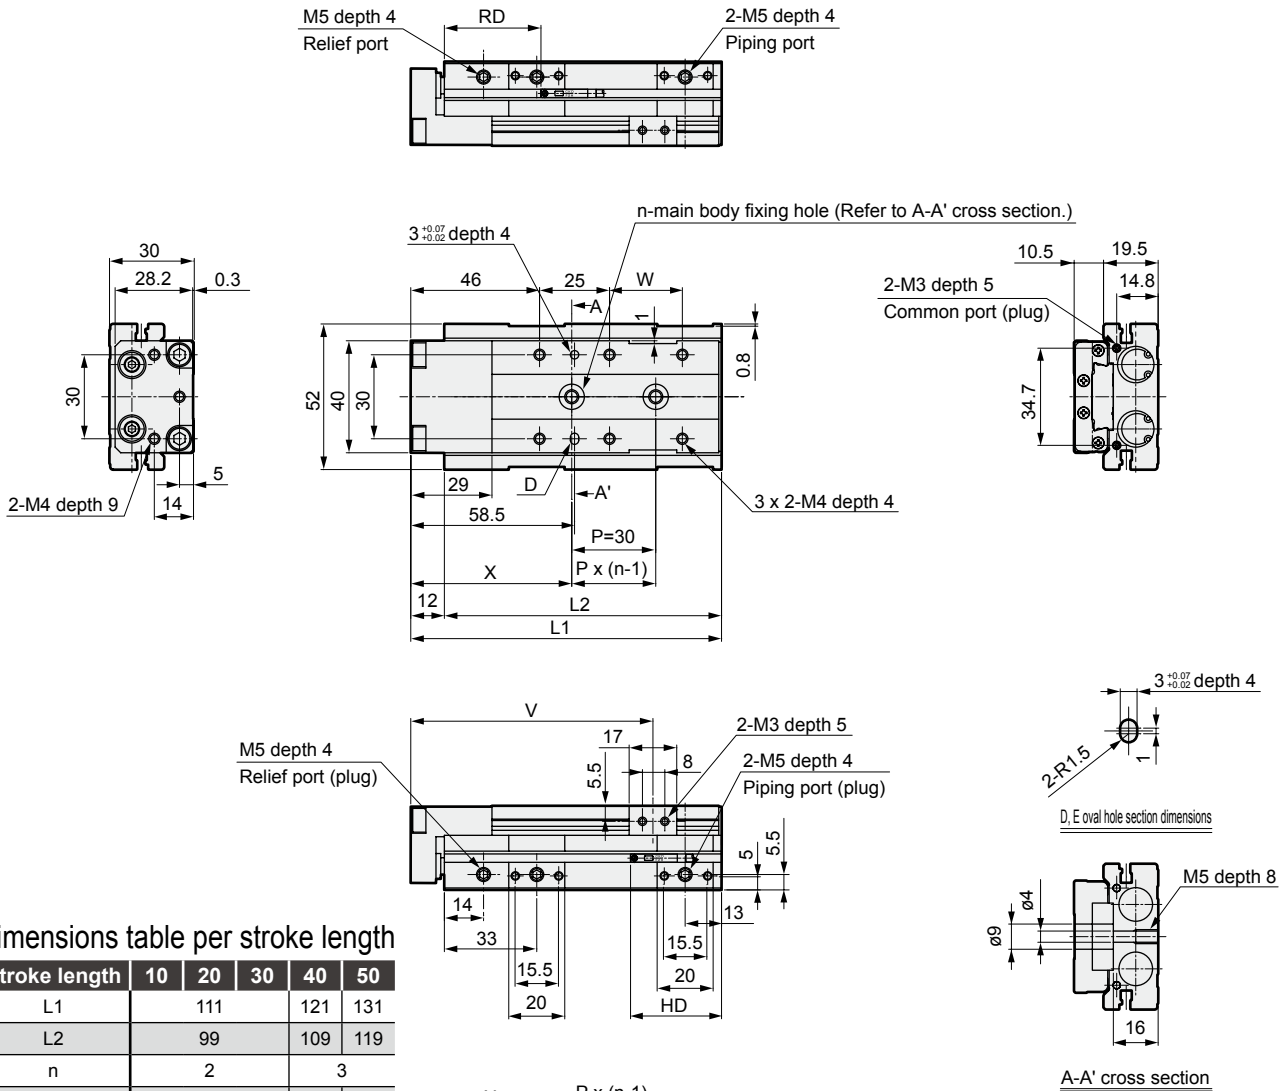 M5 depth 4
Relief port
RD
2-M5 depth 4
Piping port
n-main body fixing hole (Refer to A-A' cross section.)
3 +0.07 +0.02 depth 4
30
28.2
0.3
30
5
14
2-M4 depth 9
46
25
W
A
1
0.8
52
40
30
29
D
A'
58.5
3 x 2-M4 depth 4
P=30
X
P x (n-1)
12
L2
L1
10.5
19.5
14.8
2-M3 depth 5
Common port (plug)
34.7
3 +0.07 +0.02 depth 4
2-R1.5
1
D, E oval hole section dimensions
V
M5 depth 4
Relief port (plug)
17
2-M3 depth 5
5.5
8
2-M5 depth 4
Piping port (plug)
5
5.5
14
13
33
15.5
15.5
20
20
HD
M5 depth 8
ø4
ø9
16
A-A' cross section
imensions table per stroke length
troke length 10 20 30 40 50
L1 111 121 131
L2 99 109 119
n 2 3
P x (n-1)